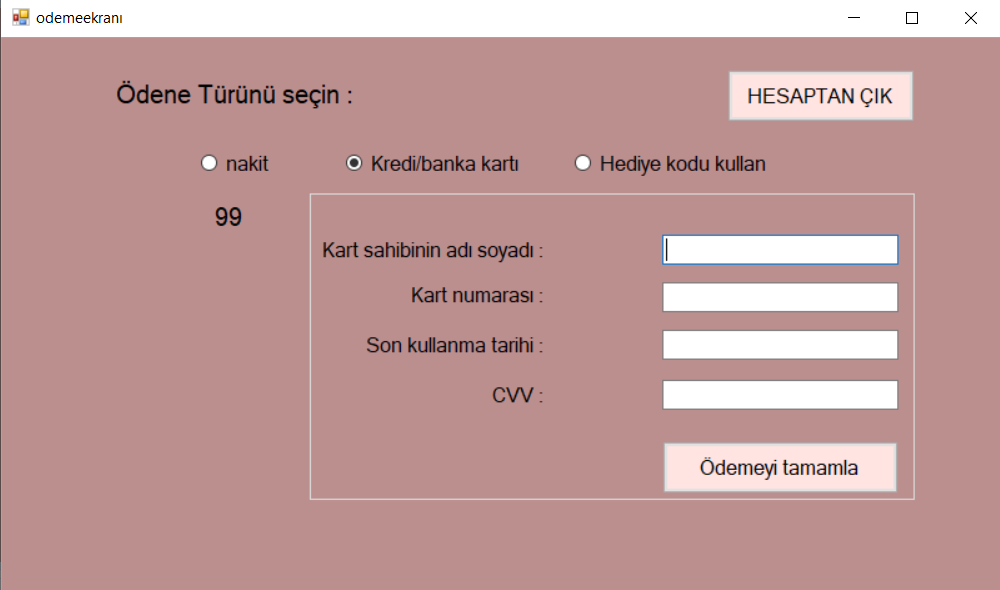 odemeekranı
Ödene Türünü seçin :
HESAPTAN ÇIK
nakit
Kredi/banka kartı
Hediye kodu kullan
99
Kart sahibinin adı soyadı :
Kart numarası :
Son kullanma tarihi :
CVV :
Ödemeyi tamamla